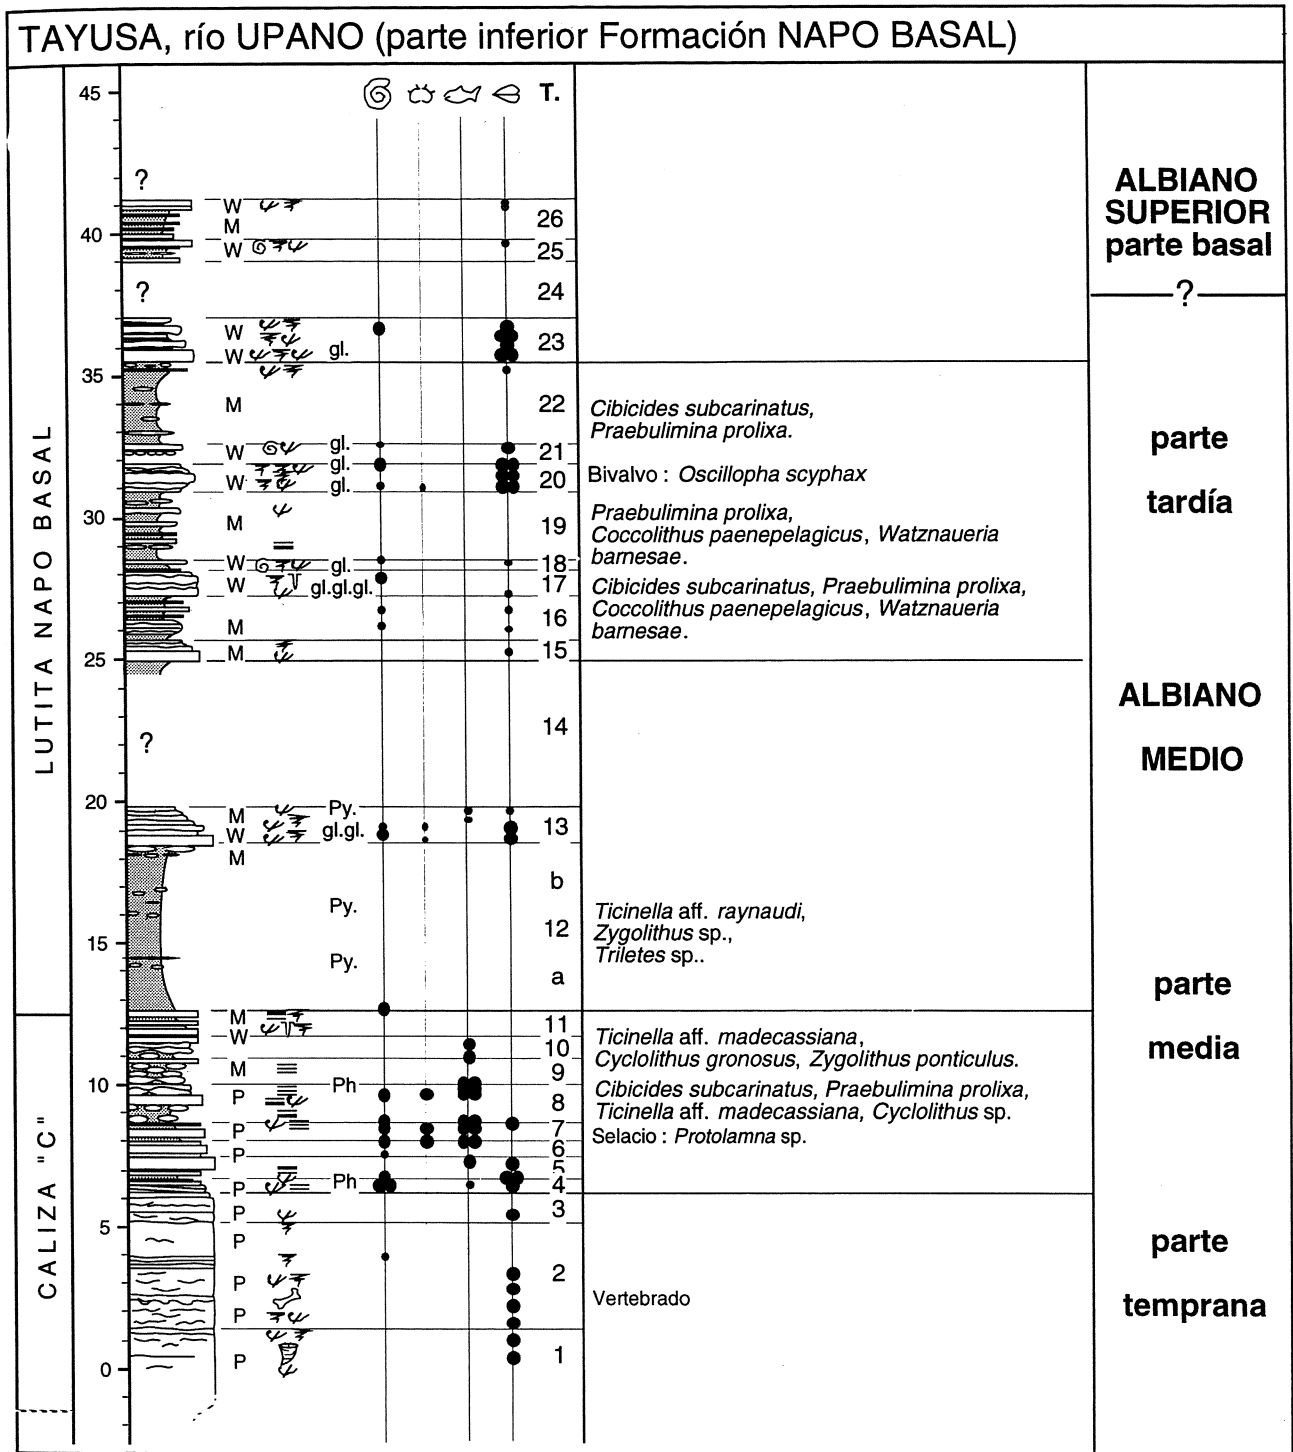 TAYUSA, río UPANO (parte inferior Formación NAPO BASAL)
45
T.
?
ALBIANO
SUPERIOR
parte basal
W
26
M
40
W
25
?
24
?
W
23
W
gl.
35
M
22
Cibicides subcarinatus,
Praebulimina prolixa.
parte
tardía
W
gl.
21
gl.
W
gl.
20
Bivalvo : Oscillopha scyphax
30
M
19
Praebulimina prolixa,
Coccolithus paenepelagicus, Watznaueria
barnesae.
W
gl.
18
W
gl.gl.gl.
17
Cibicides subcarinatus, Praebulimina prolixa,
Coccolithus paenepelagicus, Watznaueria
barnesae.
16
M
M
15
25
ALBIANO
MEDIO
14
?
20
M
Py.
W
gl.gl.
13
M
b
Py.
12
Ticinella aff. raynaudi,
Zygolithus sp.,
Triletes sp..
15
Py.
a
parte
media
M
11
W
10
Ticinella aff. madecassiana,
Cyclolithus gronosus, Zygolithus ponticulus.
M
9
10
Ph
P
8
Cibicides subcarinatus, Praebulimina prolixa,
Ticinella aff. madecassiana, Cyclolithus sp.
P
7
Selacio : Protolamna sp.
6
P
5
P
Ph
4
P
3
5
P
parte
temprana
P
2
Vertebrado
P
P
1
0
LUTITA NAPO BASAL
CALIZA "C"